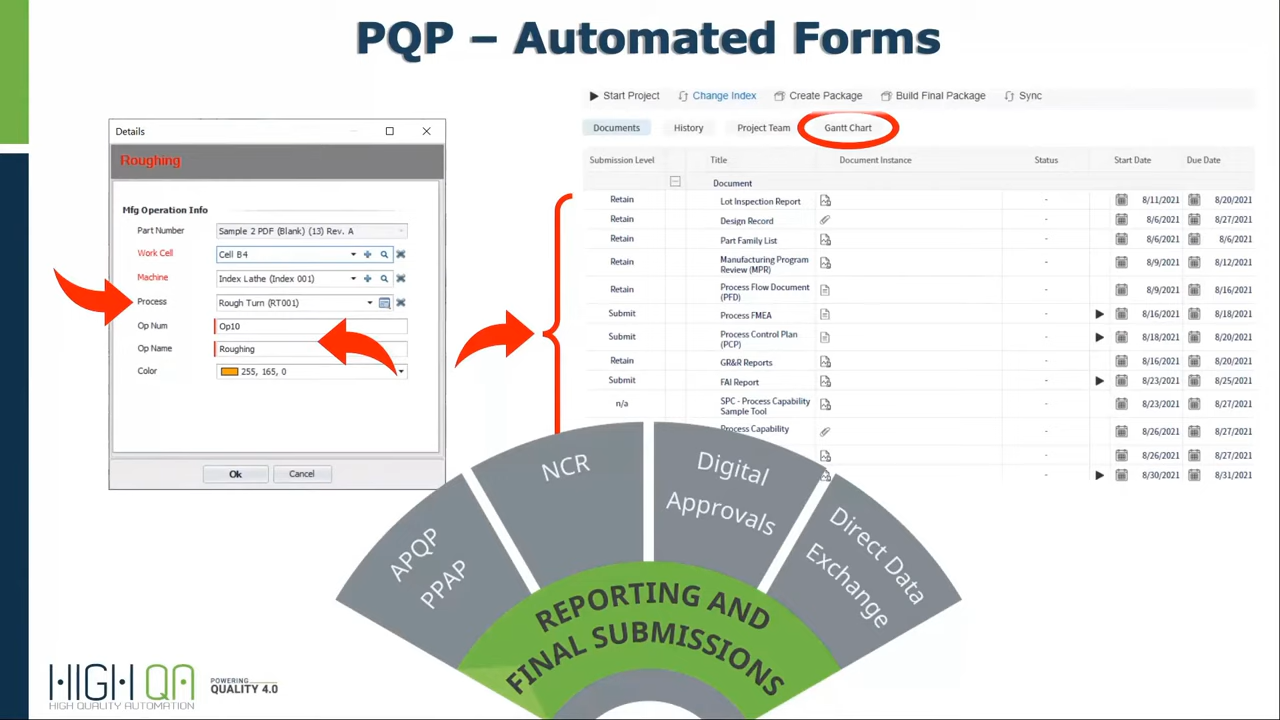 PQP – Automated Forms
Details
Roughing
Mfg Operation Info
Part Number Sample 2 PDF (Blank) (13) Rev. A
Work Cell Cell B4
Machine Index Lathe (Index 001)
Process Rough Turn (RT001)
Op Num Op10
Op Name Roughing
Color 255, 165, 0
Ok Cancel
Start Project Change Index Create Package Build Final Package Sync
Documents History Project Team Gantt Chart
Submission Level Title Document Instance Status Start Date Due Date
Document
Retain Lot Inspection Report - 8/11/2021 8/20/2021
Retain Design Record - 8/6/2021 8/27/2021
Retain Part Family List - 8/6/2021 8/6/2021
Retain Manufacturing Program
Review (MPR) - 8/9/2021 8/12/2021
Retain Process Flow Document
(PFD) - 8/9/2021 8/16/2021
Submit Process FMEA - 8/16/2021 8/18/2021
Submit Process Control Plan
(PCP) - 8/18/2021 8/20/2021
Retain GR&R Reports - 8/16/2021 8/20/2021
Submit FAI Report - 8/23/2021 8/25/2021
n/a SPC - Process Capability
Sample Tool - 8/23/2021 8/27/2021
Process Capability - 8/26/2021 8/27/2021
- 8/26/2021 8/27/2021
- 8/30/2021 8/31/2021
APQP
PPAP
NCR
Digital
Approvals
Direct Data
Exchange
REPORTING AND
FINAL SUBMISSIONS
HIGH QA
HIGH QUALITY AUTOMATION
POWERING
QUALITY 4.0